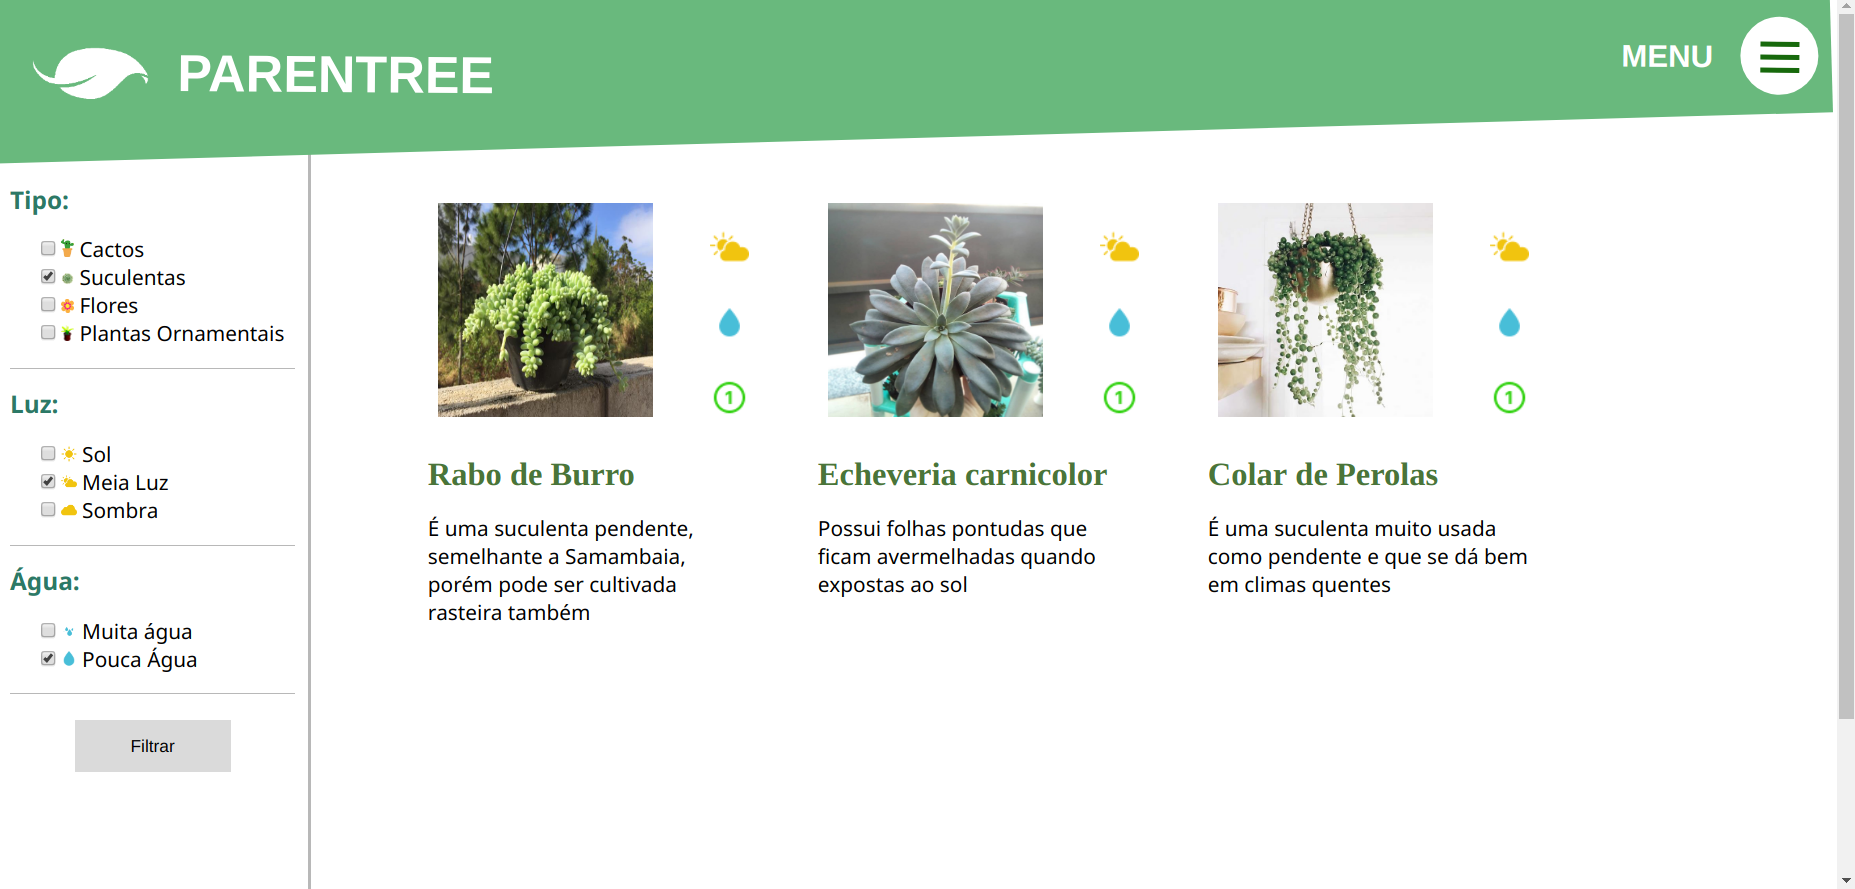 PARENTREE
MENU
Tipo:
Cactos
Suculentas
Flores
Plantas Ornamentais
Luz:
Sol
Meia Luz
Sombra
Água:
Muita água
Pouca Água
Filtrar
1
Rabo de Burro
É uma suculenta pendente,
semelhante a Samambaia,
porém pode ser cultivada
rasteira também
1
Echeveria carnicolor
Possui folhas pontudas que
ficam avermelhadas quando
expostas ao sol
1
Colar de Perolas
É uma suculenta muito usada
como pendente e que se dá bem
em climas quentes